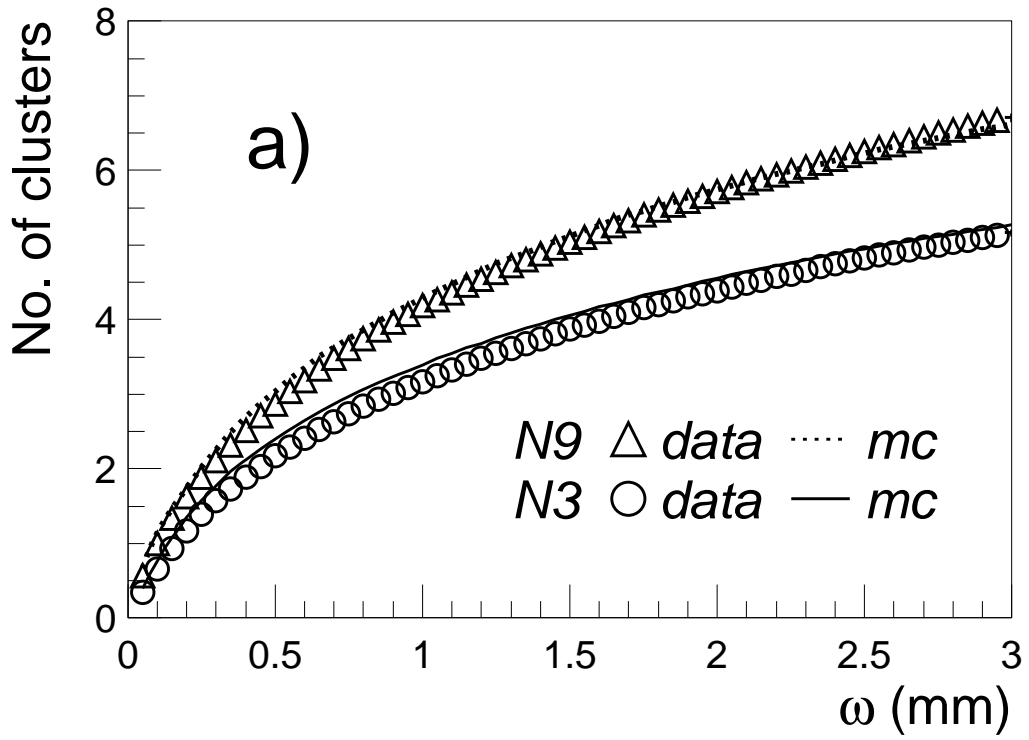 No. of clusters
8
6
4
2
0
a)
N9 data mc
N3 data mc
0 0.5 1 1.5 2 2.5 3
ω (mm)